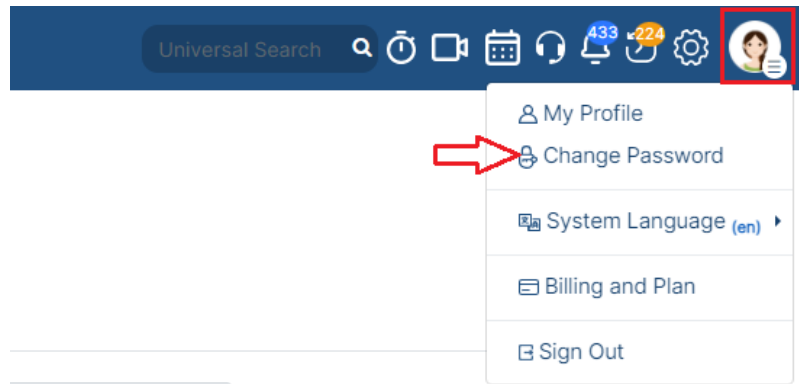 Universal Search
433
224
My Profile
Change Password
System Language (en)
Billing and Plan
Sign Out